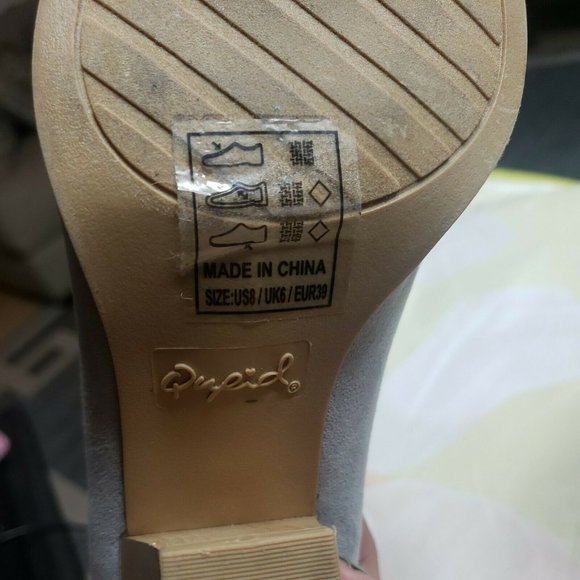 MADE IN CHINA
SIZE:US8 / UK6 / EUR39
Qupid®